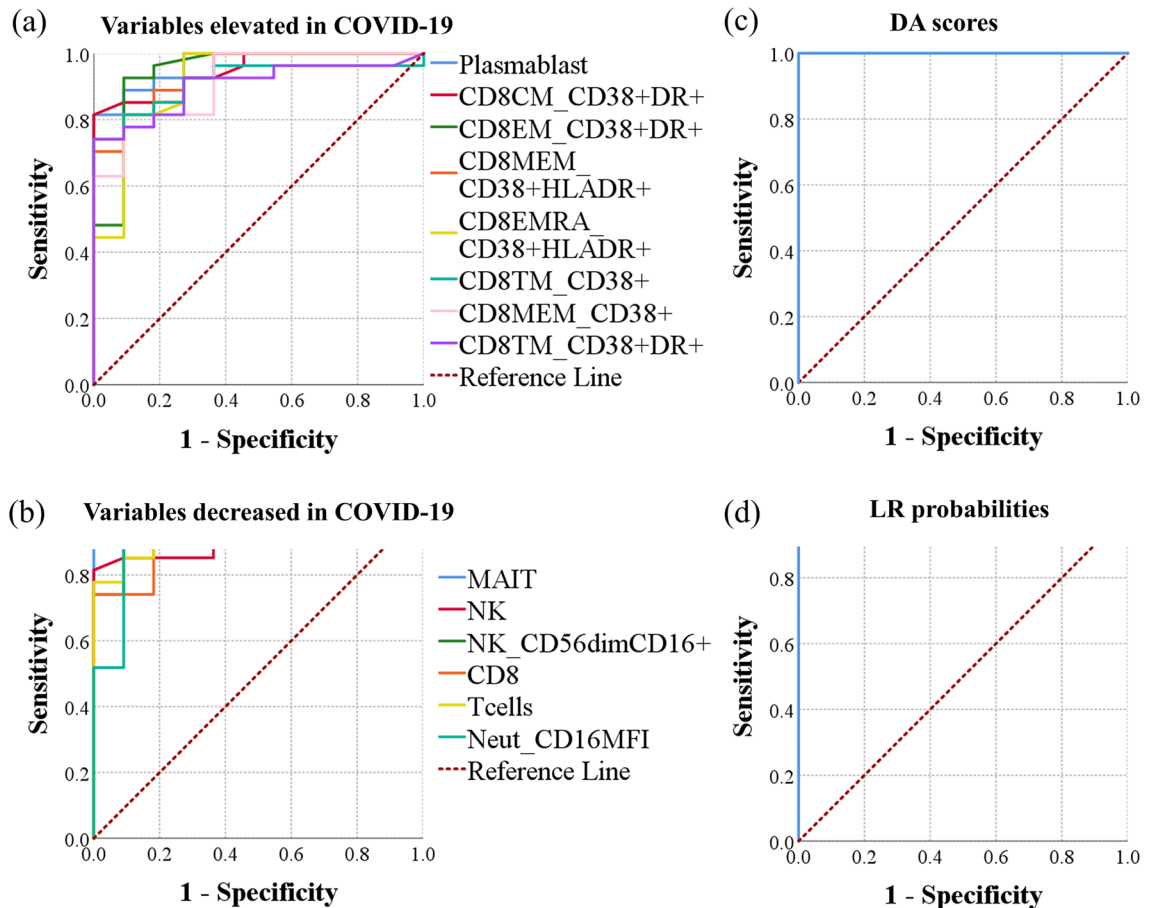 (a)
Variables elevated in COVID-19
Sensitivity
1.0
0.8
0.6
0.4
0.2
0.0
0.0 0.2 0.4 0.6 0.8 1.0
1 - Specificity
Plasmablast
CD8CM_CD38+DR+
CD8EM_CD38+DR+
CD8MEM_
CD38+HLADR+
CD8EMRA_
CD38+HLADR+
CD8TM_CD38+
CD8MEM_CD38+
CD8TM_CD38+DR+
Reference Line
(c)
DA scores
Sensitivity
1.0
0.8
0.6
0.4
0.2
0.0
0.0 0.2 0.4 0.6 0.8 1.0
1 - Specificity
(b)
Variables decreased in COVID-19
Sensitivity
0.8
0.6
0.4
0.2
0.0
0.0 0.2 0.4 0.6 0.8 1.0
1 - Specificity
MAIT
NK
NK_CD56dimCD16+
CD8
Tcells
Neut_CD16MFI
Reference Line
(d)
LR probabilities
Sensitivity
0.8
0.6
0.4
0.2
0.0
0.0 0.2 0.4 0.6 0.8 1.0
1 - Specificity